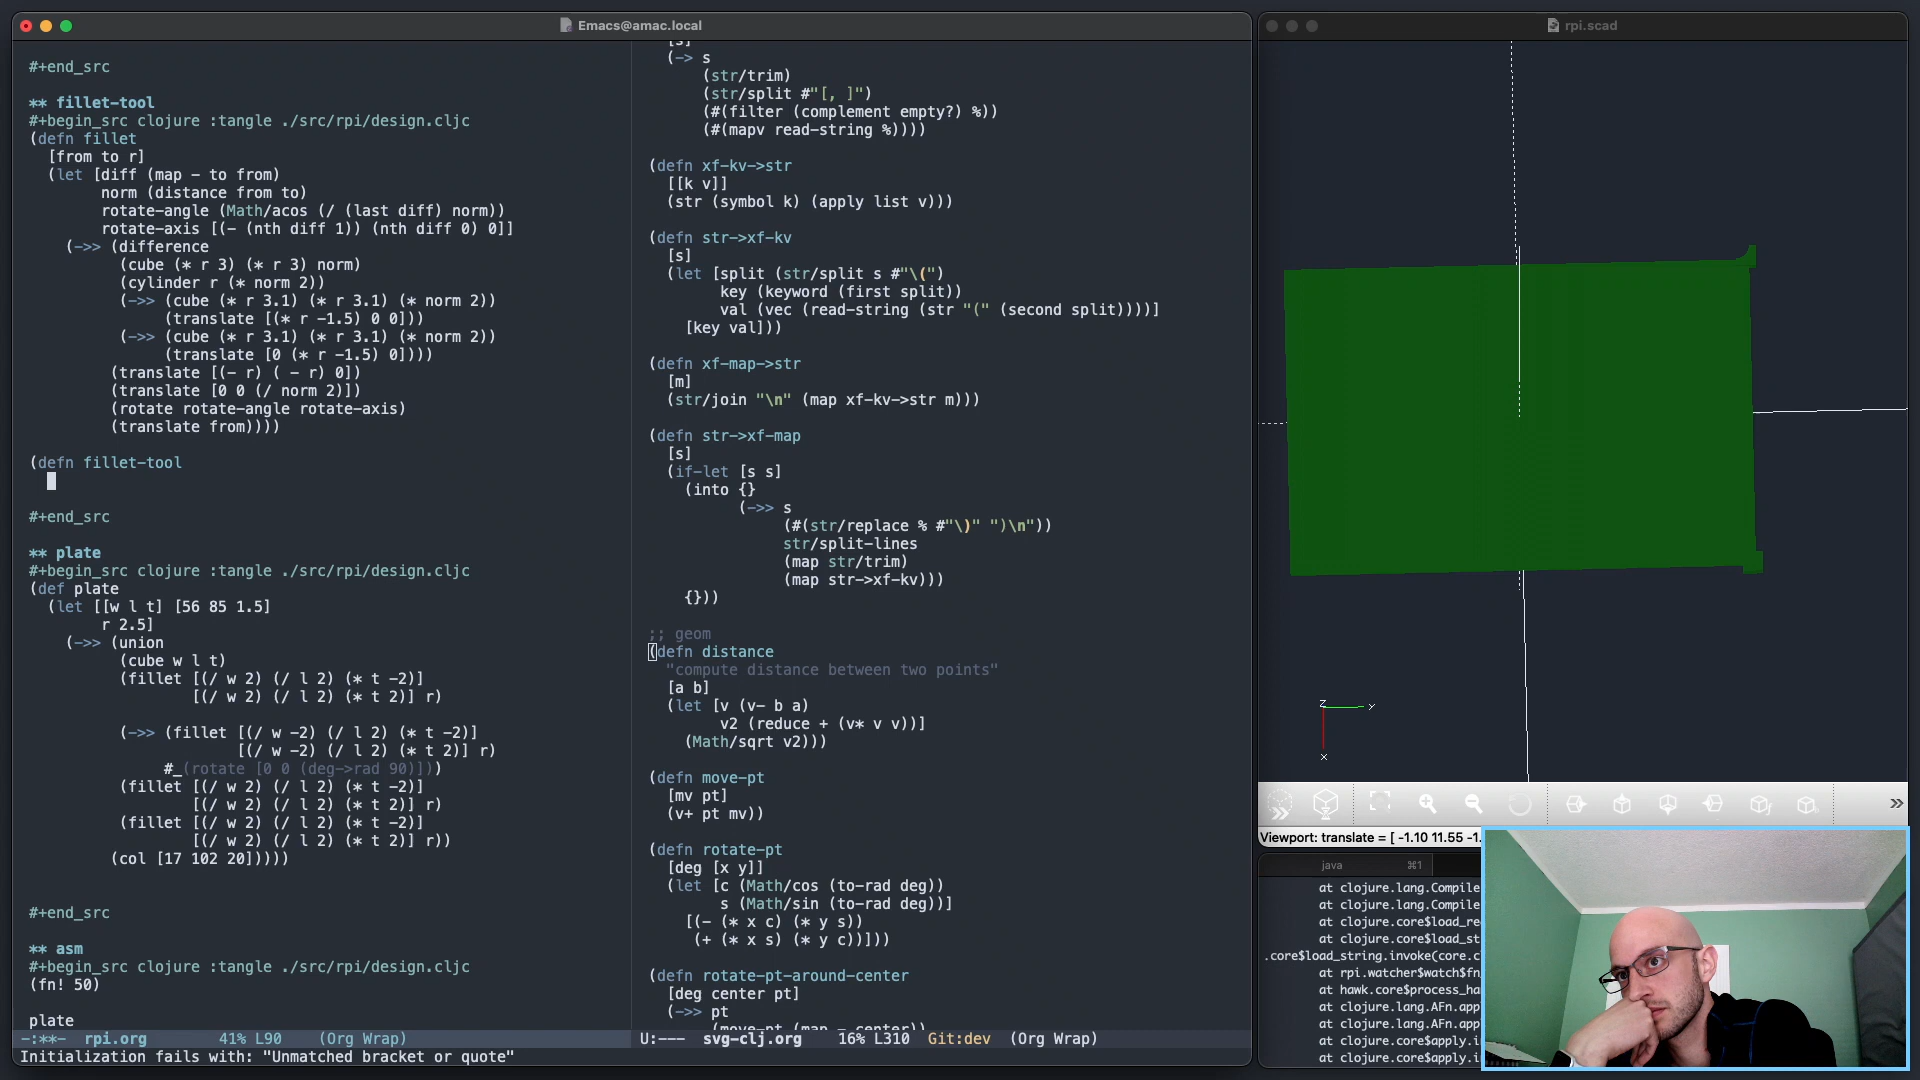 Emacs@amac.local
#+end_src
** fillet-tool
#+begin_src clojure :tangle ./src/rpi/design.cljc
(defn fillet
[from to r]
(let [diff (map - to from)
norm (distance from to)
rotate-angle (Math/acos (/ (last diff) norm))
rotate-axis [(- (nth diff 1)) (nth diff 0) 0]]
(->> (difference
(cube (* r 3) (* r 3) norm)
(cylinder r (* norm 2))
(->> (cube (* r 3.1) (* r 3.1) (* norm 2))
(translate [(* r -1.5) 0 0]))
(->> (cube (* r 3.1) (* r 3.1) (* norm 2))
(translate [0 (* r -1.5) 0])))
(translate [(- r) ( - r) 0])
(translate [0 0 (/ norm 2)])
(rotate rotate-angle rotate-axis)
(translate from))))
(defn fillet-tool
#+end_src
** plate
#+begin_src clojure :tangle ./src/rpi/design.cljc
(def plate
(let [[w l t] [56 85 1.5]
r 2.5]
(->> (union
(cube w l t)
(fillet [(/ w 2) (/ l 2) (* t -2)]
[(/ w 2) (/ l 2) (* t 2)] r)
(->> (fillet [(/ w -2) (/ l 2) (* t -2)]
[(/ w -2) (/ l 2) (* t 2)] r)
#_(rotate [0 0 (deg->rad 90)]))
(fillet [(/ w 2) (/ l 2) (* t -2)]
[(/ w 2) (/ l 2) (* t 2)] r)
(fillet [(/ w 2) (/ l 2) (* t -2)]
[(/ w 2) (/ l 2) (* t 2)] r))
(col [17 102 20]))))
#+end_src
** asm
#+begin_src clojure :tangle ./src/rpi/design.cljc
(fn! 50)
plate
-:**- rpi.org 41% L90 (Org Wrap)
Initialization fails with: "Unmatched bracket or quote"
[s]
(-> s
(str/trim)
(str/split #"[, ]")
(#(filter (complement empty?) %))
(#(mapv read-string %))))
(defn xf-kv->str
[[k v]]
(str (symbol k) (apply list v)))
(defn str->xf-kv
[s]
(let [split (str/split s #"\(")
key (keyword (first split))
val (vec (read-string (str "(" (second split))))]
[key val]))
(defn xf-map->str
[m]
(str/join "\n" (map xf-kv->str m)))
(defn str->xf-map
[s]
(if-let [s s]
(into {}
(->> s
(#(str/replace % #"\)" ")\n"))
str/split-lines
(map str/trim)
(map str->xf-kv)))
{}))
;; geom
(defn distance
"compute distance between two points"
[a b]
(let [v (v- b a)
v2 (reduce + (v* v v))]
(Math/sqrt v2)))
(defn move-pt
[mv pt]
(v+ pt mv))
(defn rotate-pt
[deg [x y]]
(let [c (Math/cos (to-rad deg))
s (Math/sin (to-rad deg))]
[(- (* x c) (* y s))
(+ (* x s) (* y c))]))
(defn rotate-pt-around-center
[deg center pt]
(->> pt
(move-pt (map - center))
U:--- svg-clj.org 16% L310 Git:dev (Org Wrap)
rpi.scad
Z
Y
X
Viewport: translate = [ -1.10 11.55 -1.
java ⌘1
at clojure.lang.Compile
at clojure.lang.Compile
at clojure.core$load_re
at clojure.core$load_st
.core$load_string.invoke(core.c
at rpi.watcher$watch$fn
at hawk.core$process_ha
at clojure.lang.AFn.app
at clojure.lang.AFn.app
at clojure.core$apply.i
at clojure.core$apply.i